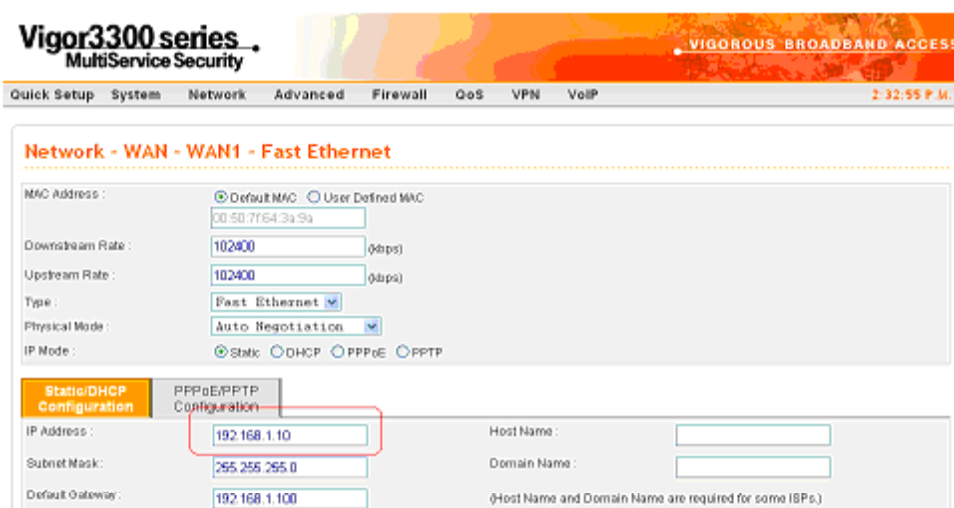 Vigor3300 series
MultiService Security
VIGOROUS BROADBAND ACCESS
Quick Setup System Network Advanced Firewall QoS VPN VoIP 2:32:55 P.M.
Network - WAN - WAN1 - Fast Ethernet
MAC Address : Default MAC User Defined MAC
00:50:7f:64:3a:9a
Downstream Rate : 102400 (kbps)
Upstream Rate : 102400 (kbps)
Type : Fast Ethernet
Physical Mode : Auto Negotiation
IP Mode : Static DHCP PPPoE PPTP
Static/DHCP Configuration PPPoE/PPTP Configuration
IP Address : 192.168.1.10 Host Name :
Subnet Mask: 255.255.255.0 Domain Name :
Default Gateway: 192.168.1.100 (Host Name and Domain Name are required for some ISPs.)